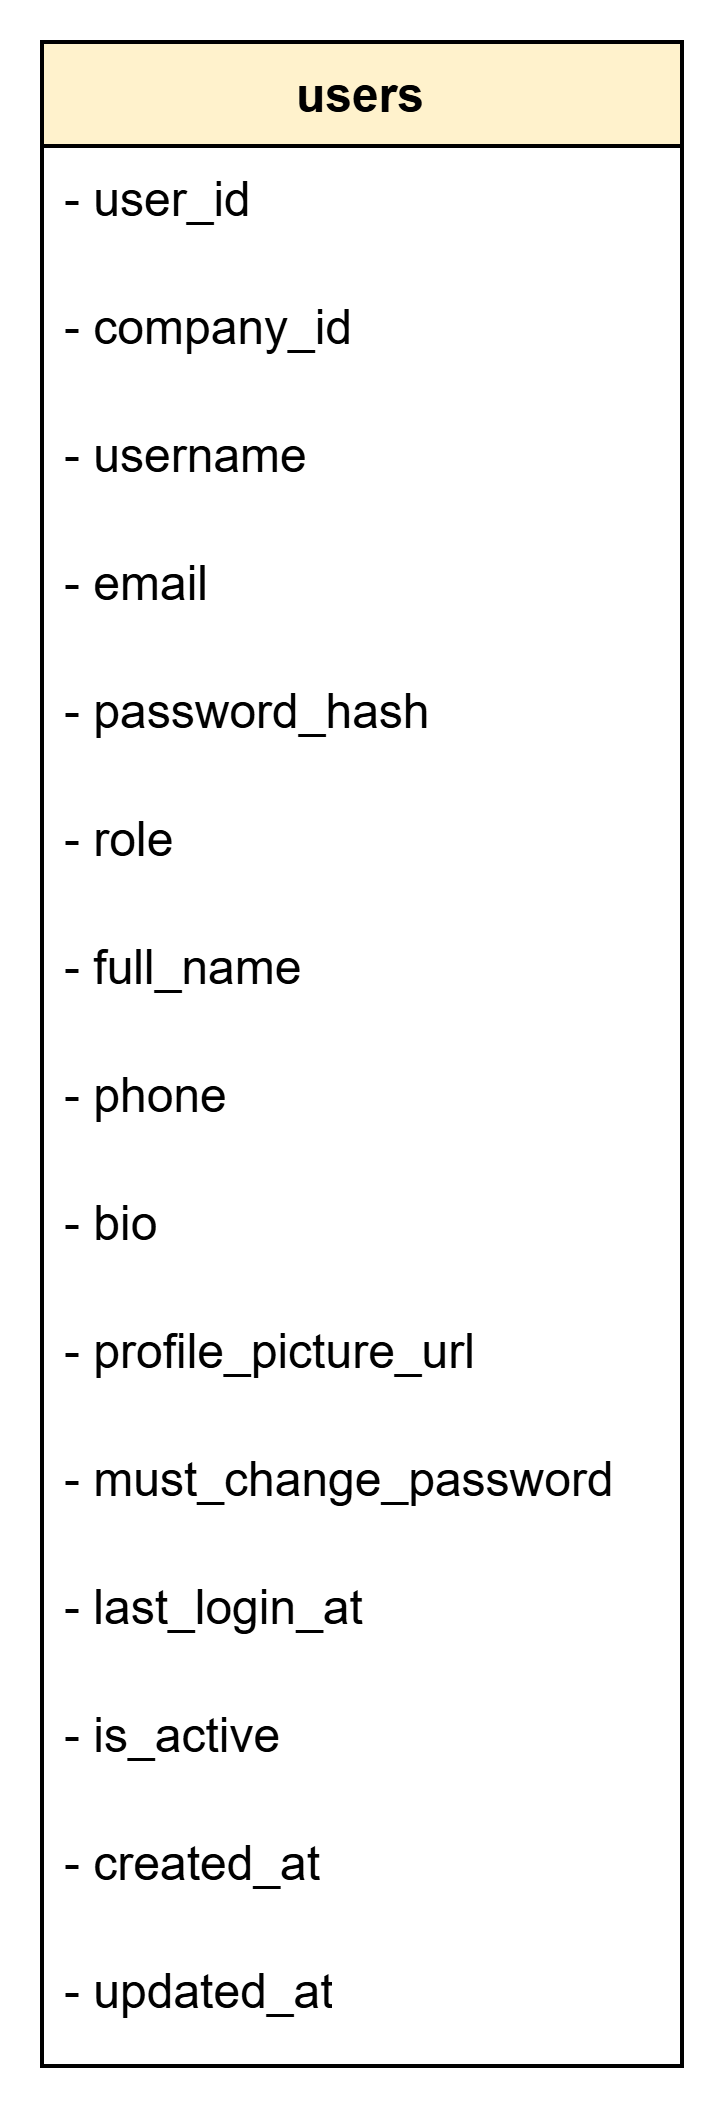 users
- user_id
- company_id
- username
- email
- password_hash
- role
- full_name
- phone
- bio
- profile_picture_url
- must_change_password
- last_login_at
- is_active
- created_at
- updated_at